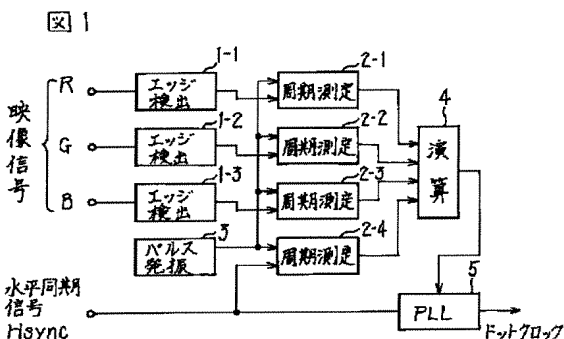 図1
映像信号
R
G
B
エッジ
検出
1-1
エッジ
検出
1-2
エッジ
検出
1-3
パルス
発振
3
周期測定
2-1
周期測定
2-2
周期測定
2-3
周期測定
2-4
演算
4
水平同期
信号
Hsync
PLL
5
ドットクロック